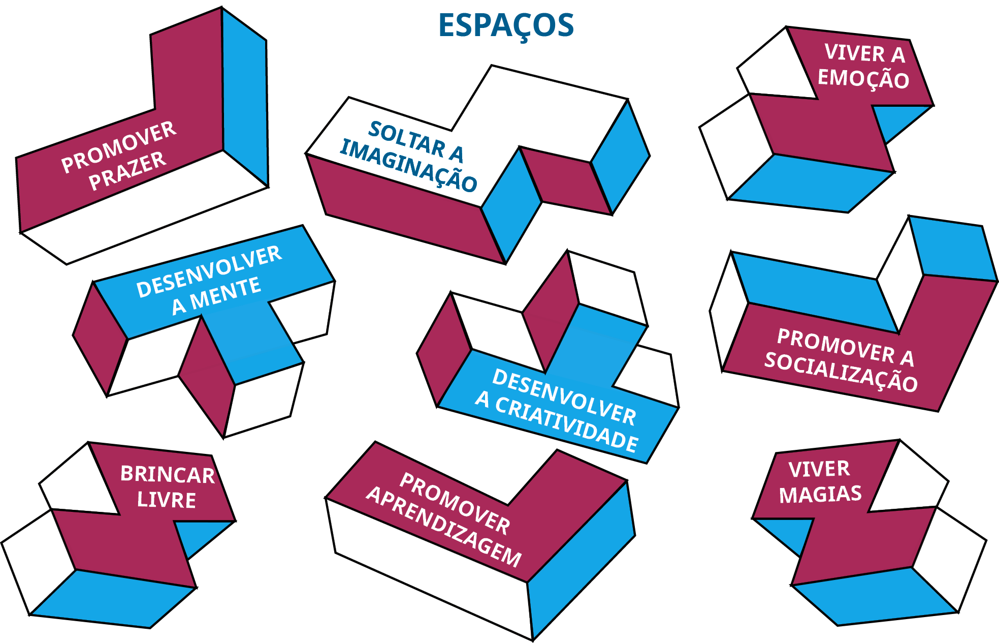 ESPAÇOS
PROMOVER
PRAZER
SOLTAR A
IMAGINAÇÃO
VIVER A
EMOÇÃO
DESENVOLVER
A MENTE
DESENVOLVER
A CRIATIVIDADE
PROMOVER A
SOCIALIZAÇÃO
BRINCAR
LIVRE
PROMOVER
APRENDIZAGEM
VIVER
MAGIAS